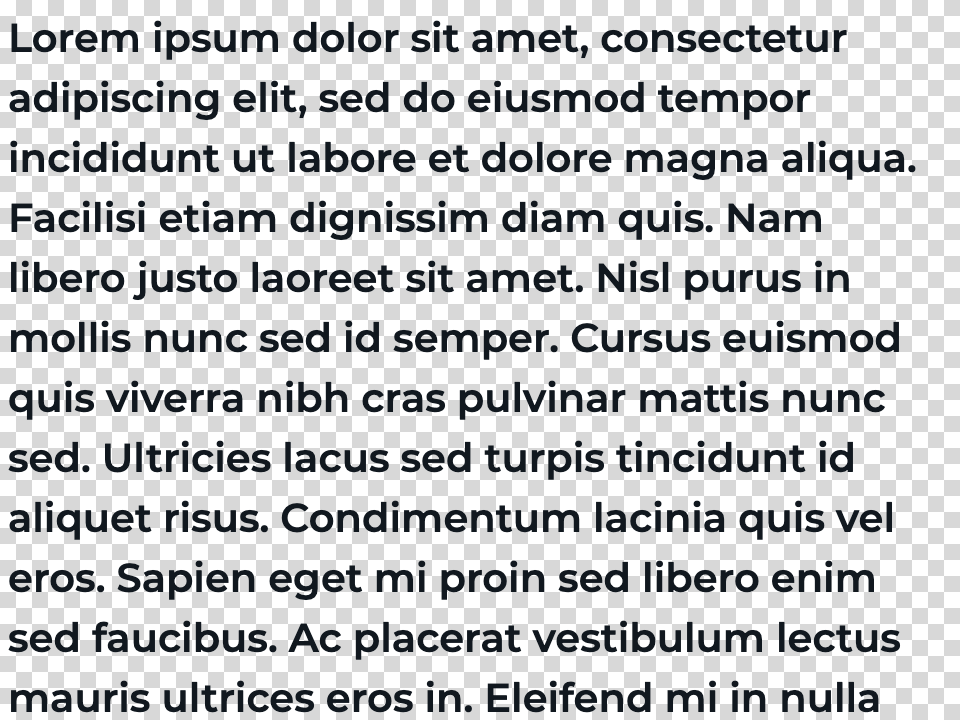 Lorem ipsum dolor sit amet, consectetur
adipiscing elit, sed do eiusmod tempor
incididunt ut labore et dolore magna aliqua.
Facilisi etiam dignissim diam quis. Nam
libero justo laoreet sit amet. Nisl purus in
mollis nunc sed id semper. Cursus euismod
quis viverra nibh cras pulvinar mattis nunc
sed. Ultricies lacus sed turpis tincidunt id
aliquet risus. Condimentum lacinia quis vel
eros. Sapien eget mi proin sed libero enim
sed faucibus. Ac placerat vestibulum lectus
mauris ultrices eros in. Eleifend mi in nulla